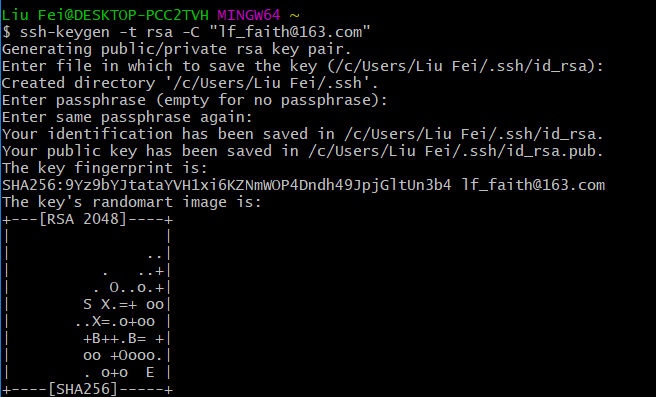 Liu Fei@DESKTOP-PCC2TVH MINGW64 ~
$ ssh-keygen -t rsa -C "lf_faith@163.com"
Generating public/private rsa key pair.
Enter file in which to save the key (/c/Users/Liu Fei/.ssh/id_rsa):
Created directory '/c/Users/Liu Fei/.ssh'.
Enter passphrase (empty for no passphrase):
Enter same passphrase again:
Your identification has been saved in /c/Users/Liu Fei/.ssh/id_rsa.
Your public key has been saved in /c/Users/Liu Fei/.ssh/id_rsa.pub.
The key fingerprint is:
SHA256:9Yz9bYJtataYVH1xi6KZNmWOP4Dndh49JpjGltUn3b4 lf_faith@163.com
The key's randomart image is:
+---[RSA 2048]----+
|                 |
|               ..|
|          .   ..+|
|         . O..o.+|
|        S X.=+ oo|
|       ..X=.o+oo |
|        +B++.B= +|
|        oo +Oooo.|
|        . o+o  E |
+----[SHA256]-----+